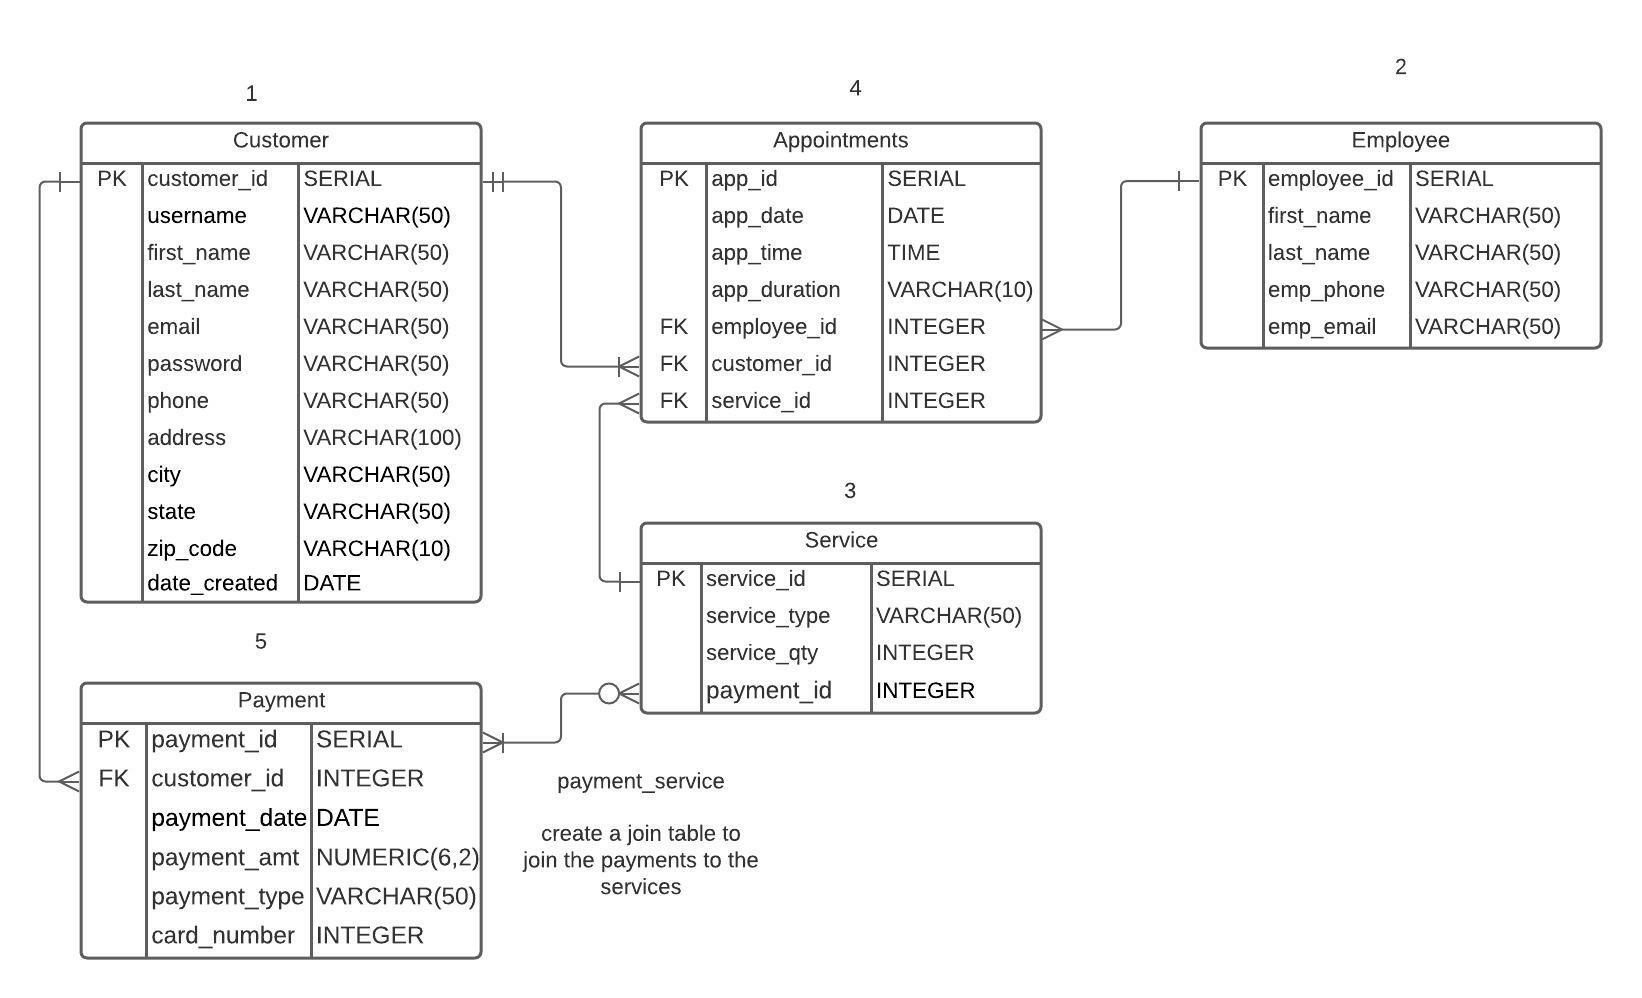 1
Customer
PK customer_id SERIAL
username VARCHAR(50)
first_name VARCHAR(50)
last_name VARCHAR(50)
email VARCHAR(50)
password VARCHAR(50)
phone VARCHAR(50)
address VARCHAR(100)
city VARCHAR(50)
state VARCHAR(50)
zip_code VARCHAR(10)
date_created DATE
4
Appointments
PK app_id SERIAL
app_date DATE
app_time TIME
app_duration VARCHAR(10)
FK employee_id INTEGER
FK customer_id INTEGER
FK service_id INTEGER
2
Employee
PK employee_id SERIAL
first_name VARCHAR(50)
last_name VARCHAR(50)
emp_phone VARCHAR(50)
emp_email VARCHAR(50)
3
Service
PK service_id SERIAL
service_type VARCHAR(50)
service_qty INTEGER
payment_id INTEGER
5
Payment
PK payment_id SERIAL
FK customer_id INTEGER
payment_date DATE
payment_amt NUMERIC(6,2)
payment_type VARCHAR(50)
card_number INTEGER
payment_service
create a join table to
join the payments to the
services